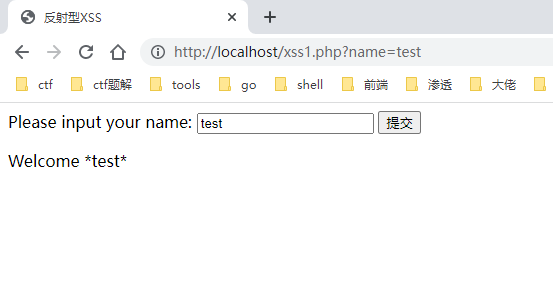 反射型XSS
http://localhost/xss1.php?name=test
ctf ctf题解 tools go shell 前端 渗透 大佬
Please input your name: test 提交
Welcome *test*